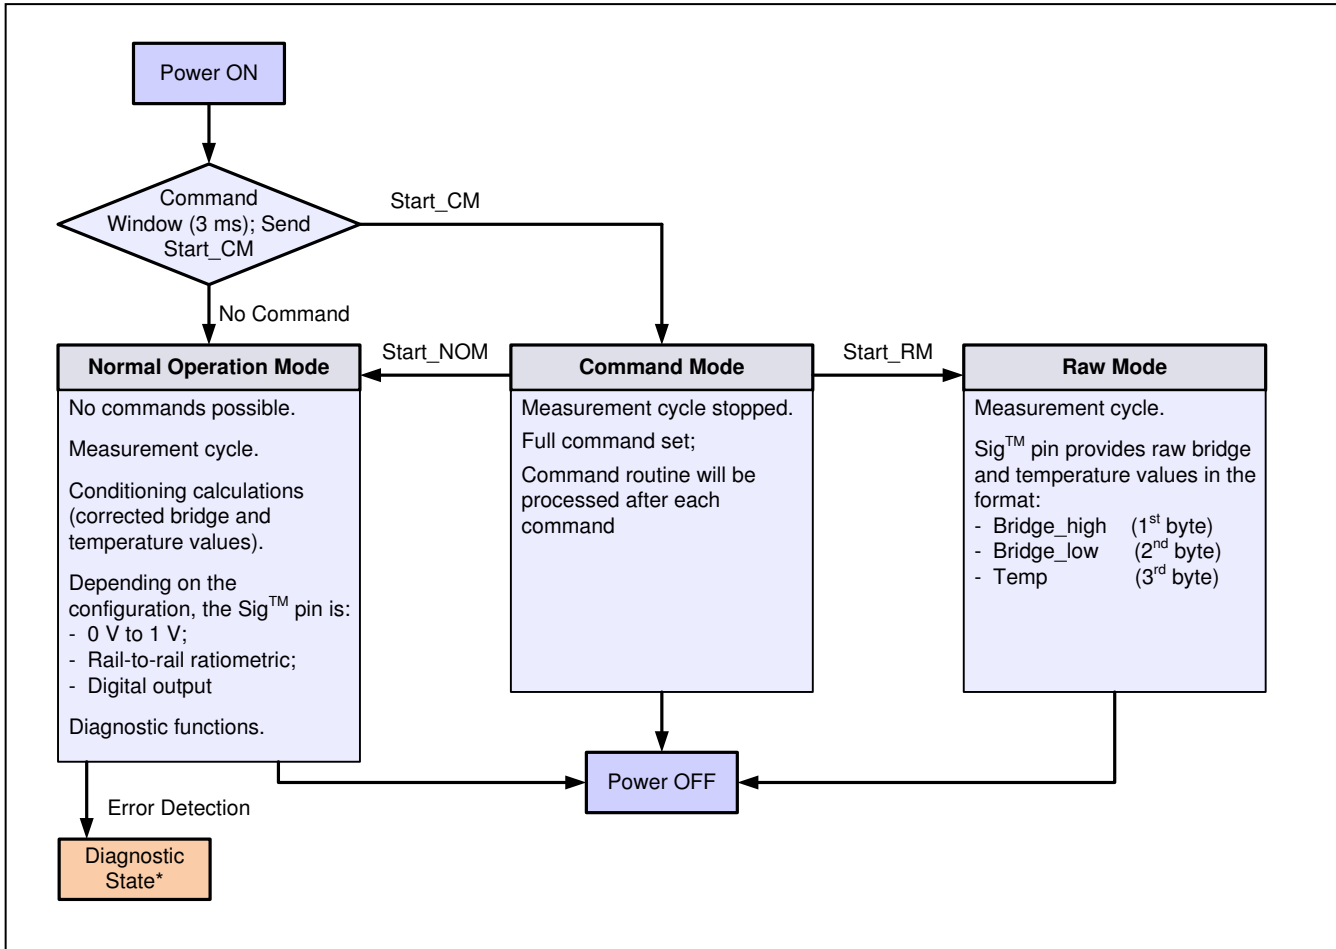 Power ON
Command
Window (3 ms); Send
Start_CM
Start_CM
No Command
Normal Operation Mode
No commands possible.
Measurement cycle.
Conditioning calculations
(corrected bridge and
temperature values).
Depending on the
configuration, the Sig™ pin is:
- 0 V to 1 V;
- Rail-to-rail ratiometric;
- Digital output
Diagnostic functions.
Start_NOM
Command Mode
Measurement cycle stopped.
Full command set;
Command routine will be
processed after each
command
Start_RM
Raw Mode
Measurement cycle.
Sig™ pin provides raw bridge
and temperature values in the
format:
- Bridge_high (1st byte)
- Bridge_low (2nd byte)
- Temp (3rd byte)
Power OFF
Error Detection
Diagnostic
State*